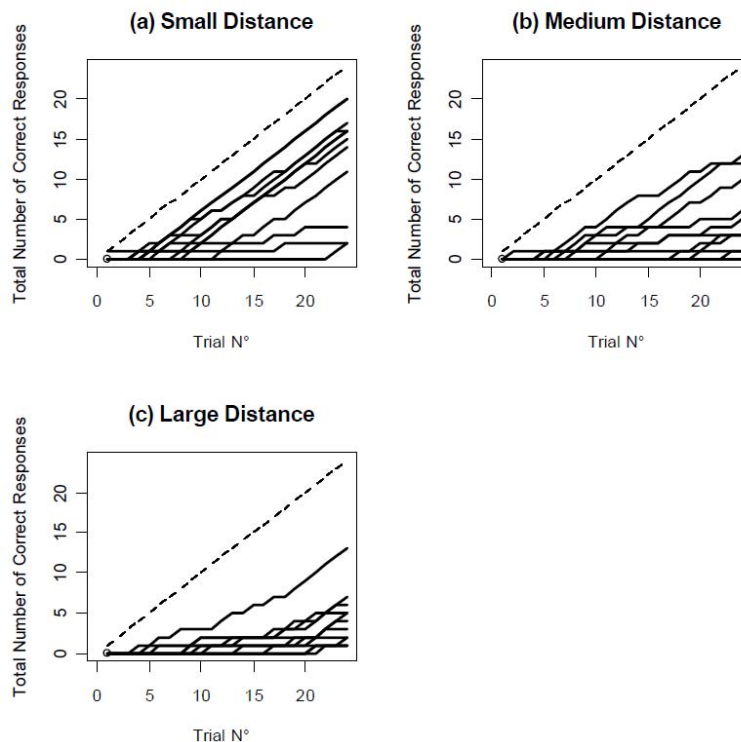 (a) Small Distance
Total Number of Correct Responses
20
15
10
5
0
0 5 10 15 20
Trial N°
(b) Medium Distance
Total Number of Correct Responses
20
15
10
5
0
0 5 10 15 20
Trial N°
(c) Large Distance
Total Number of Correct Responses
20
15
10
5
0
0 5 10 15 20
Trial N°